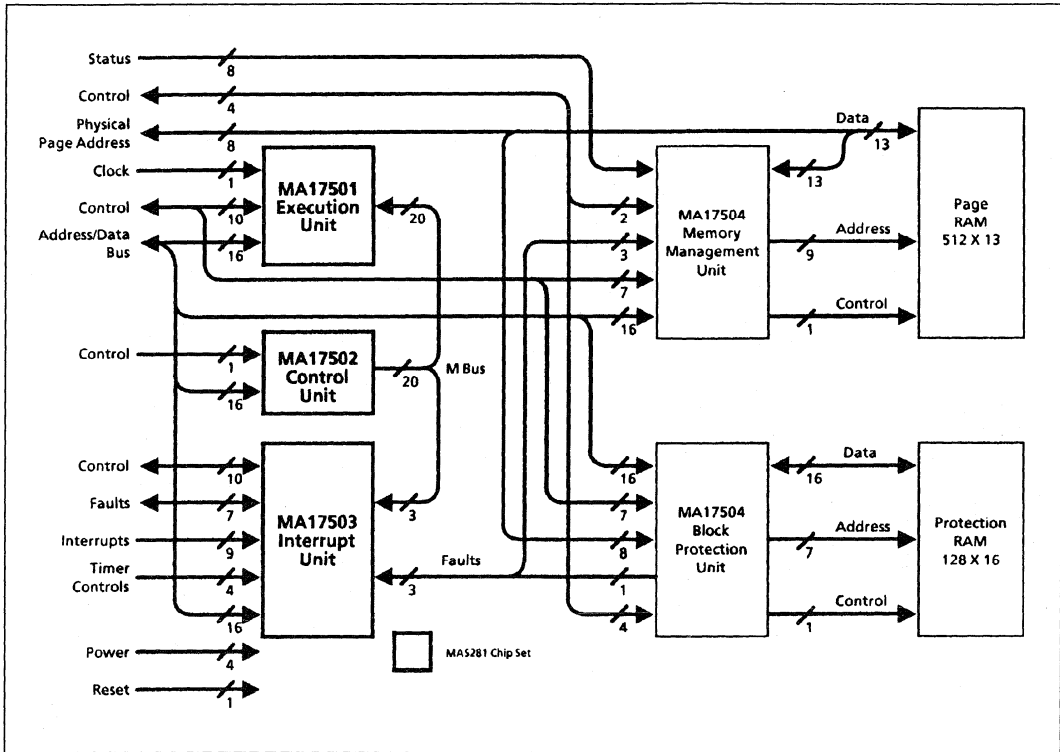 Status
8
Control
4
Physical
Page Address
8
Clock
1
Control
10
Address/Data
Bus
16
MA17501
Execution
Unit
20
Control
1
16
MA17502
Control
Unit
20
M Bus
Control
10
Faults
7
Interrupts
9
Timer
Controls
4
16
MA17503
Interrupt
Unit
3
Faults
3
Power
4
Reset
1
MAS281 Chip Set
2
3
7
16
MA17504
Memory
Management
Unit
Data
13
13
Address
9
Control
1
Page
RAM
512 X 13
16
7
8
1
4
MA17504
Block
Protection
Unit
Data
16
Address
7
Control
1
Protection
RAM
128 X 16